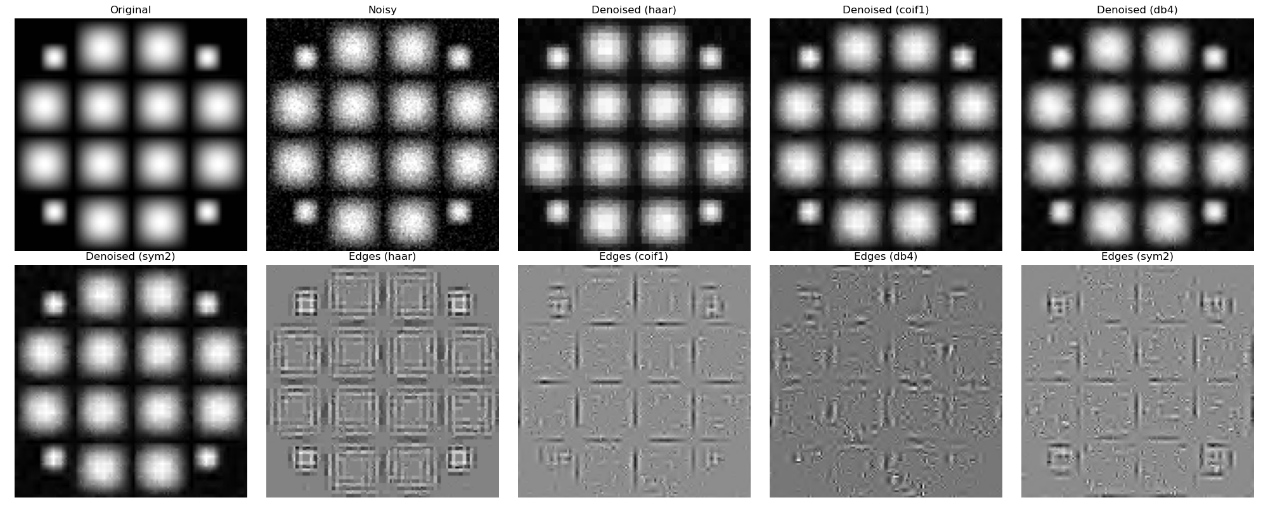 Original
Noisy
Denoised (haar)
Denoised (coif1)
Denoised (db4)
Denoised (sym2)
Edges (haar)
Edges (coif1)
Edges (db4)
Edges (sym2)